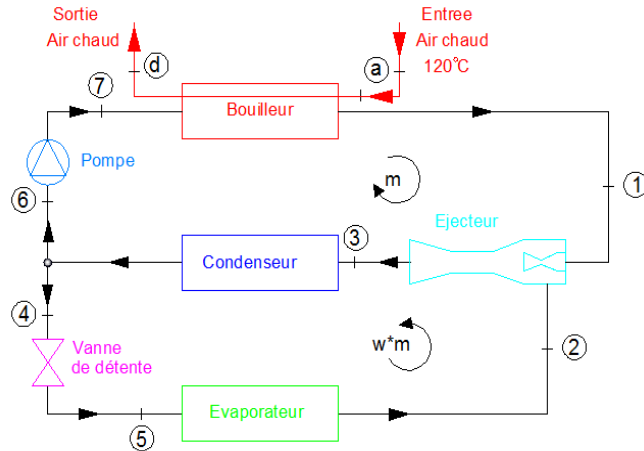 Sortie
Air chaud
Entree
Air chaud
120°C
d
a
7
Bouilleur
Pompe
m
1
6
Ejecteur
3
Condenseur
4
w*m
2
Vanne
de détente
Evaporateur
5